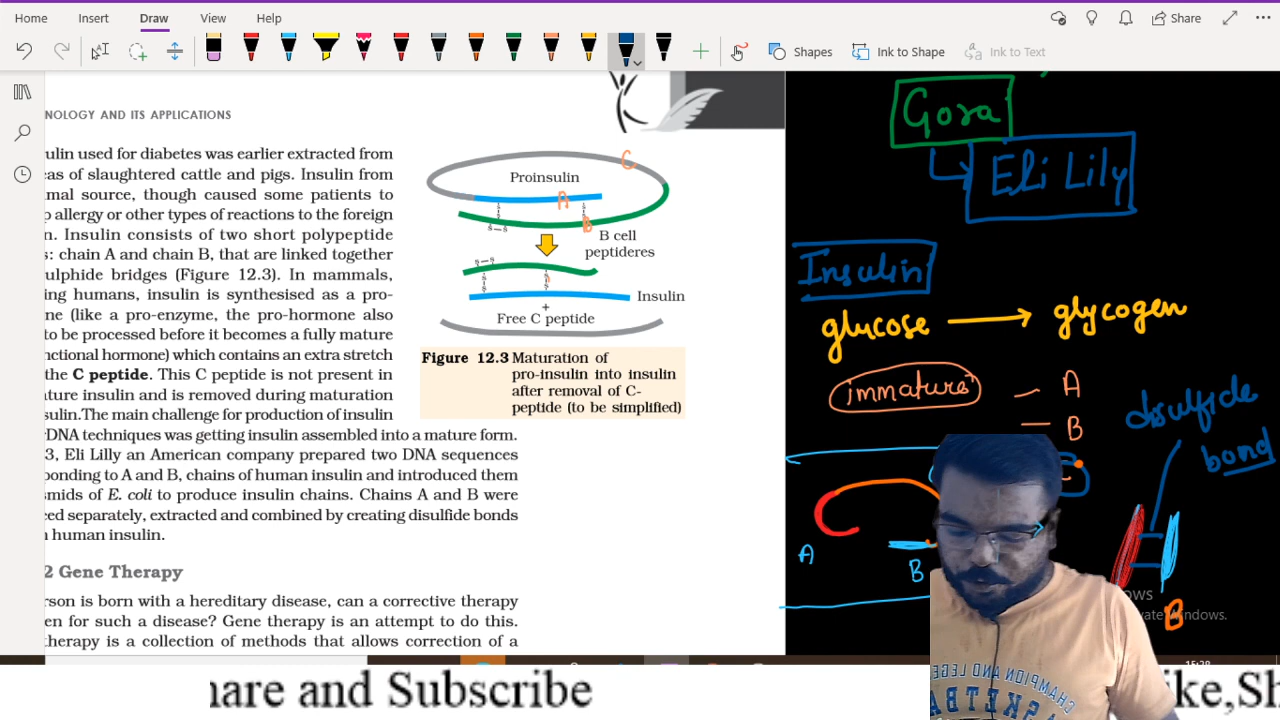 Home Insert Draw View Help Share
Shapes Ink to Shape Ink to Text
NOLOGY AND ITS APPLICATIONS
ulin used for diabetes was earlier extracted from
eas of slaughtered cattle and pigs. Insulin from
mal source, though caused some patients to
p allergy or other types of reactions to the foreign
n. Insulin consists of two short polypeptide
s: chain A and chain B, that are linked together
ulphide bridges (Figure 12.3). In mammals,
ing humans, insulin is synthesised as a pro-
ne (like a pro-enzyme, the pro-hormone also
to be processed before it becomes a fully mature
nctional hormone) which contains an extra stretch
the C peptide. This C peptide is not present in
ature insulin and is removed during maturation
sulin.The main challenge for production of insulin
rDNA techniques was getting insulin assembled into a mature form.
3, Eli Lilly an American company prepared two DNA sequences
ponding to A and B, chains of human insulin and introduced them
smids of E. coli to produce insulin chains. Chains A and B were
ced separately, extracted and combined by creating disulfide bonds
human insulin.
2 Gene Therapy
rson is born with a hereditary disease, can a corrective therapy
en for such a disease? Gene therapy is an attempt to do this.
therapy is a collection of methods that allows correction of a
C
Proinsulin
A
B
s–s
B cell
peptideres
s–s
Insulin
+
Free C peptide
Figure 12.3 Maturation of
pro-insulin into insulin
after removal of C-
peptide (to be simplified)
Eli Lily
Insulin
glucose → glycogen
immature – A
– B
disulfide
bond
A
B
B
15:28
hare and Subscribe
ike,Sh